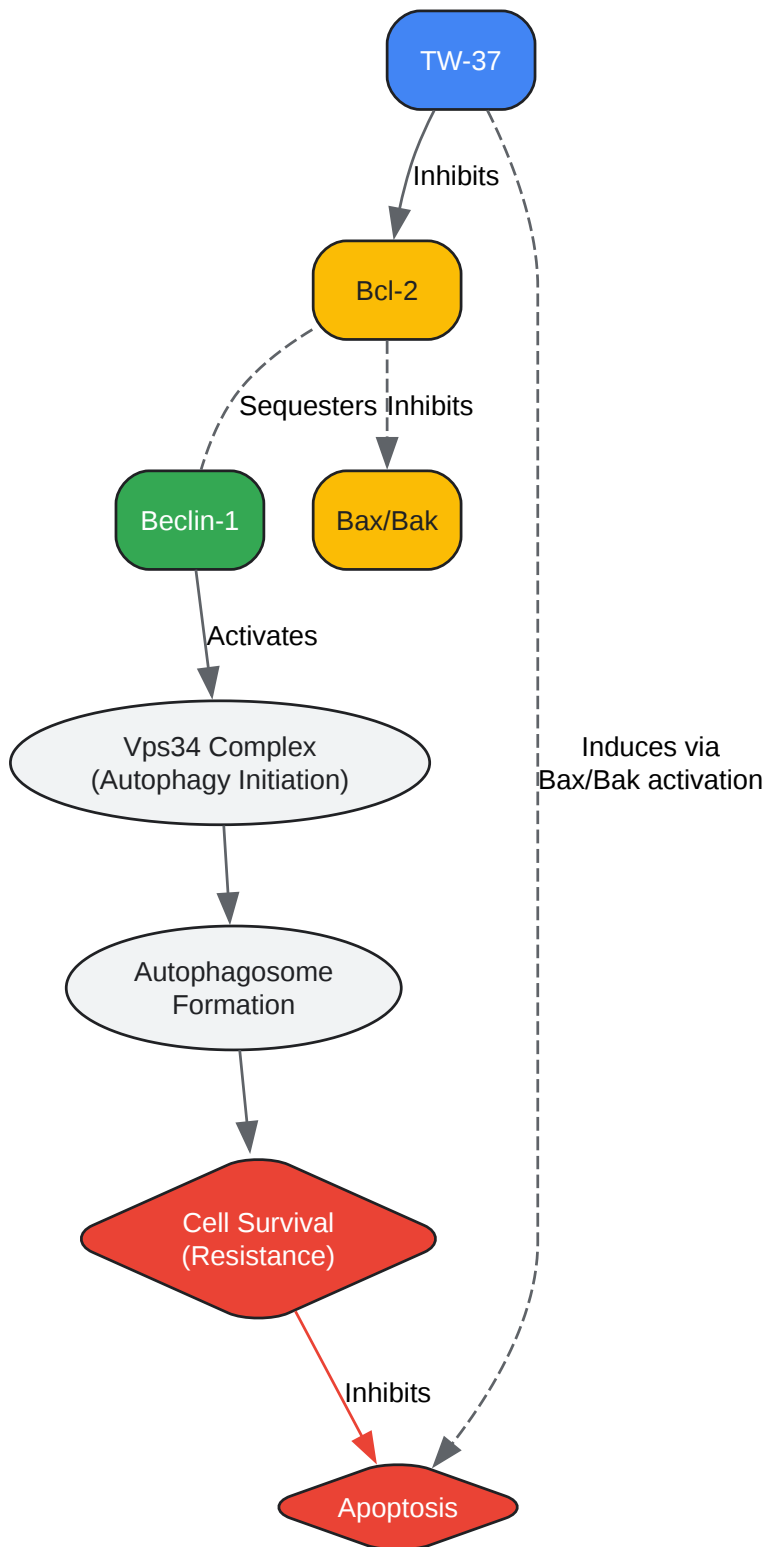 TW-37
Inhibits
Bcl-2
Sequesters
Inhibits
Beclin-1
Bax/Bak
Activates
Vps34 Complex
(Autophagy Initiation)
Induces via
Bax/Bak activation
Autophagosome
Formation
Cell Survival
(Resistance)
Inhibits
Apoptosis